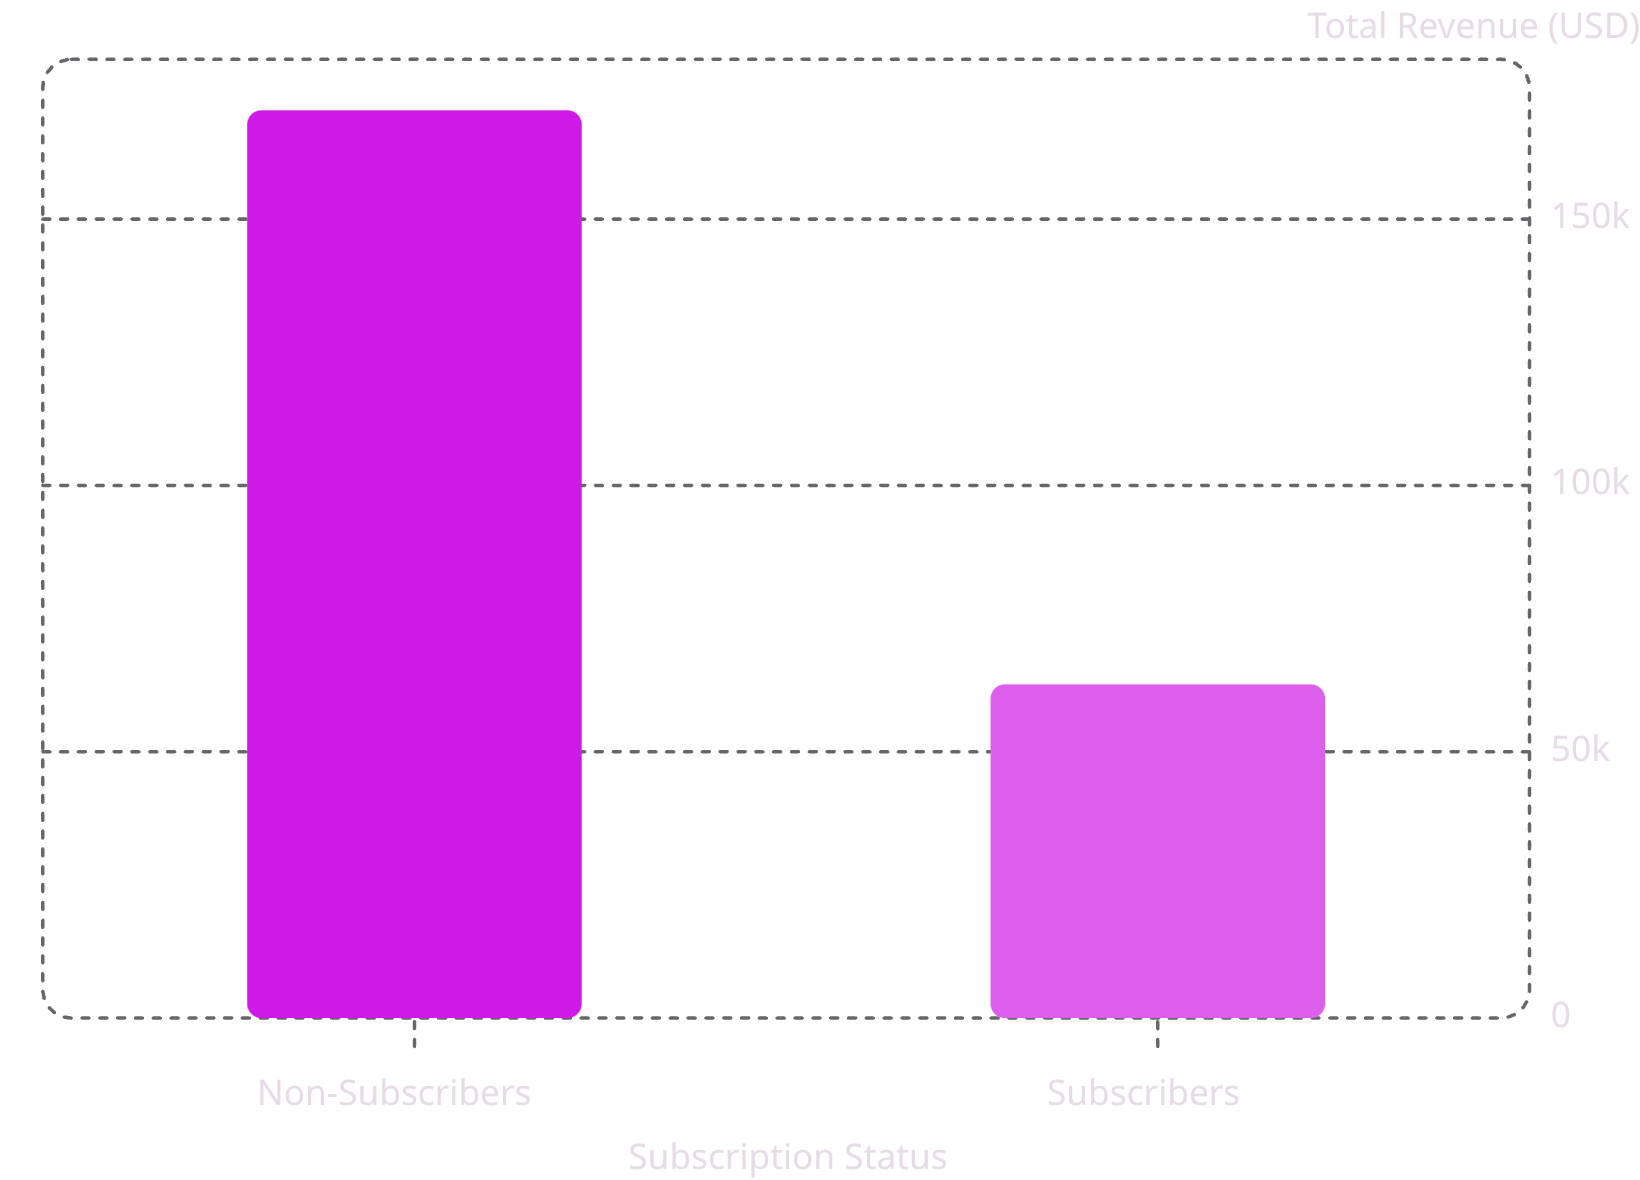 Total Revenue (USD)
150k
100k
50k
0
Non-Subscribers
Subscribers
Subscription Status